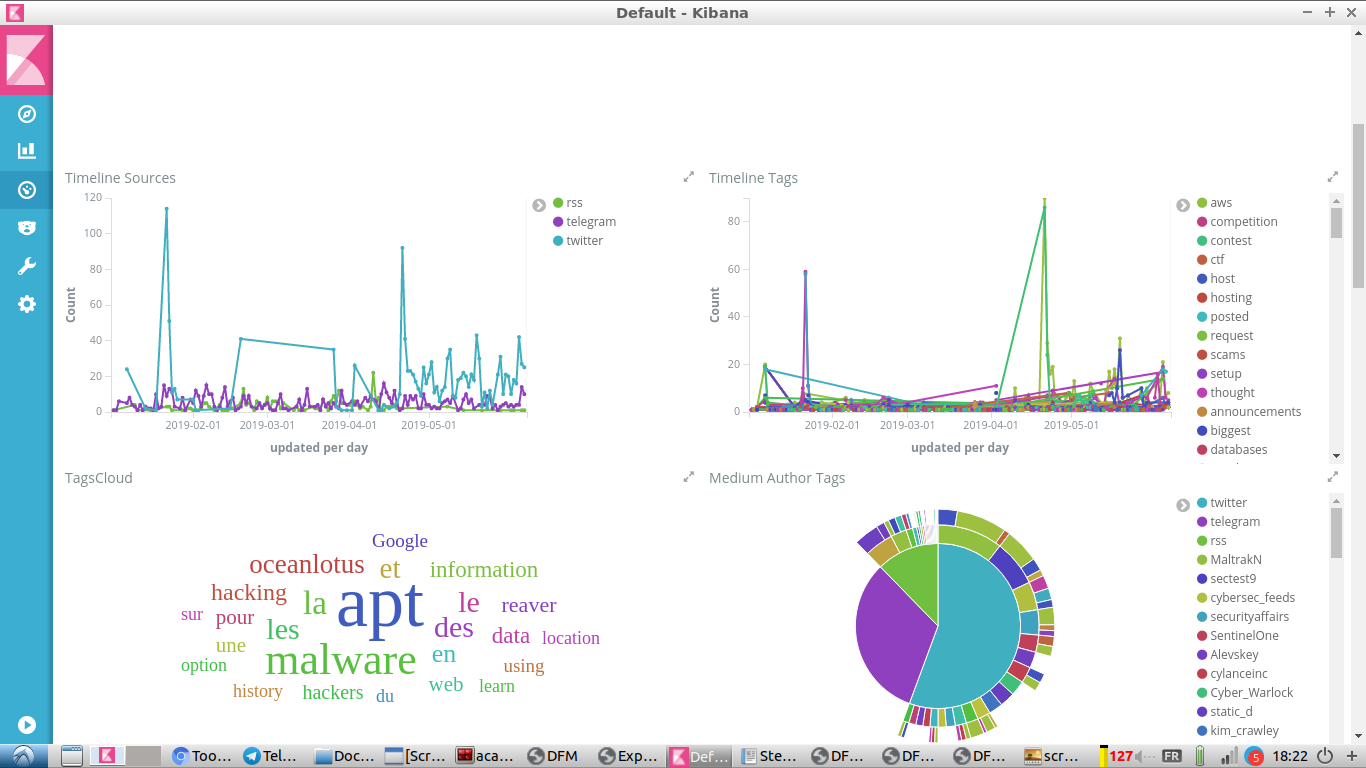 Default - Kibana
Timeline Sources
120
100
80
60
40
20
0
Count
2019-02-01 2019-03-01 2019-04-01 2019-05-01
updated per day
rss
telegram
twitter
Timeline Tags
80
60
40
20
0
Count
2019-02-01 2019-03-01 2019-04-01 2019-05-01
updated per day
aws
competition
contest
ctf
host
hosting
posted
request
scams
setup
thought
announcements
biggest
databases
TagsCloud
Google
oceanlotus et information
hacking la apt le reaver
sur pour les des data location
une malware en
option using
history hackers du web learn
Medium Author Tags
twitter
telegram
rss
MaltrakN
sectest9
cybersec_feeds
securityaffairs
SentinelOne
Alevskey
cylanceinc
Cyber_Warlock
static_d
kim_crawley
Too... Tel... Doc... [Scr... aca... DFM Exp... Def... Ste... DF... DF... DF... scr... 127 FR 5 18:22